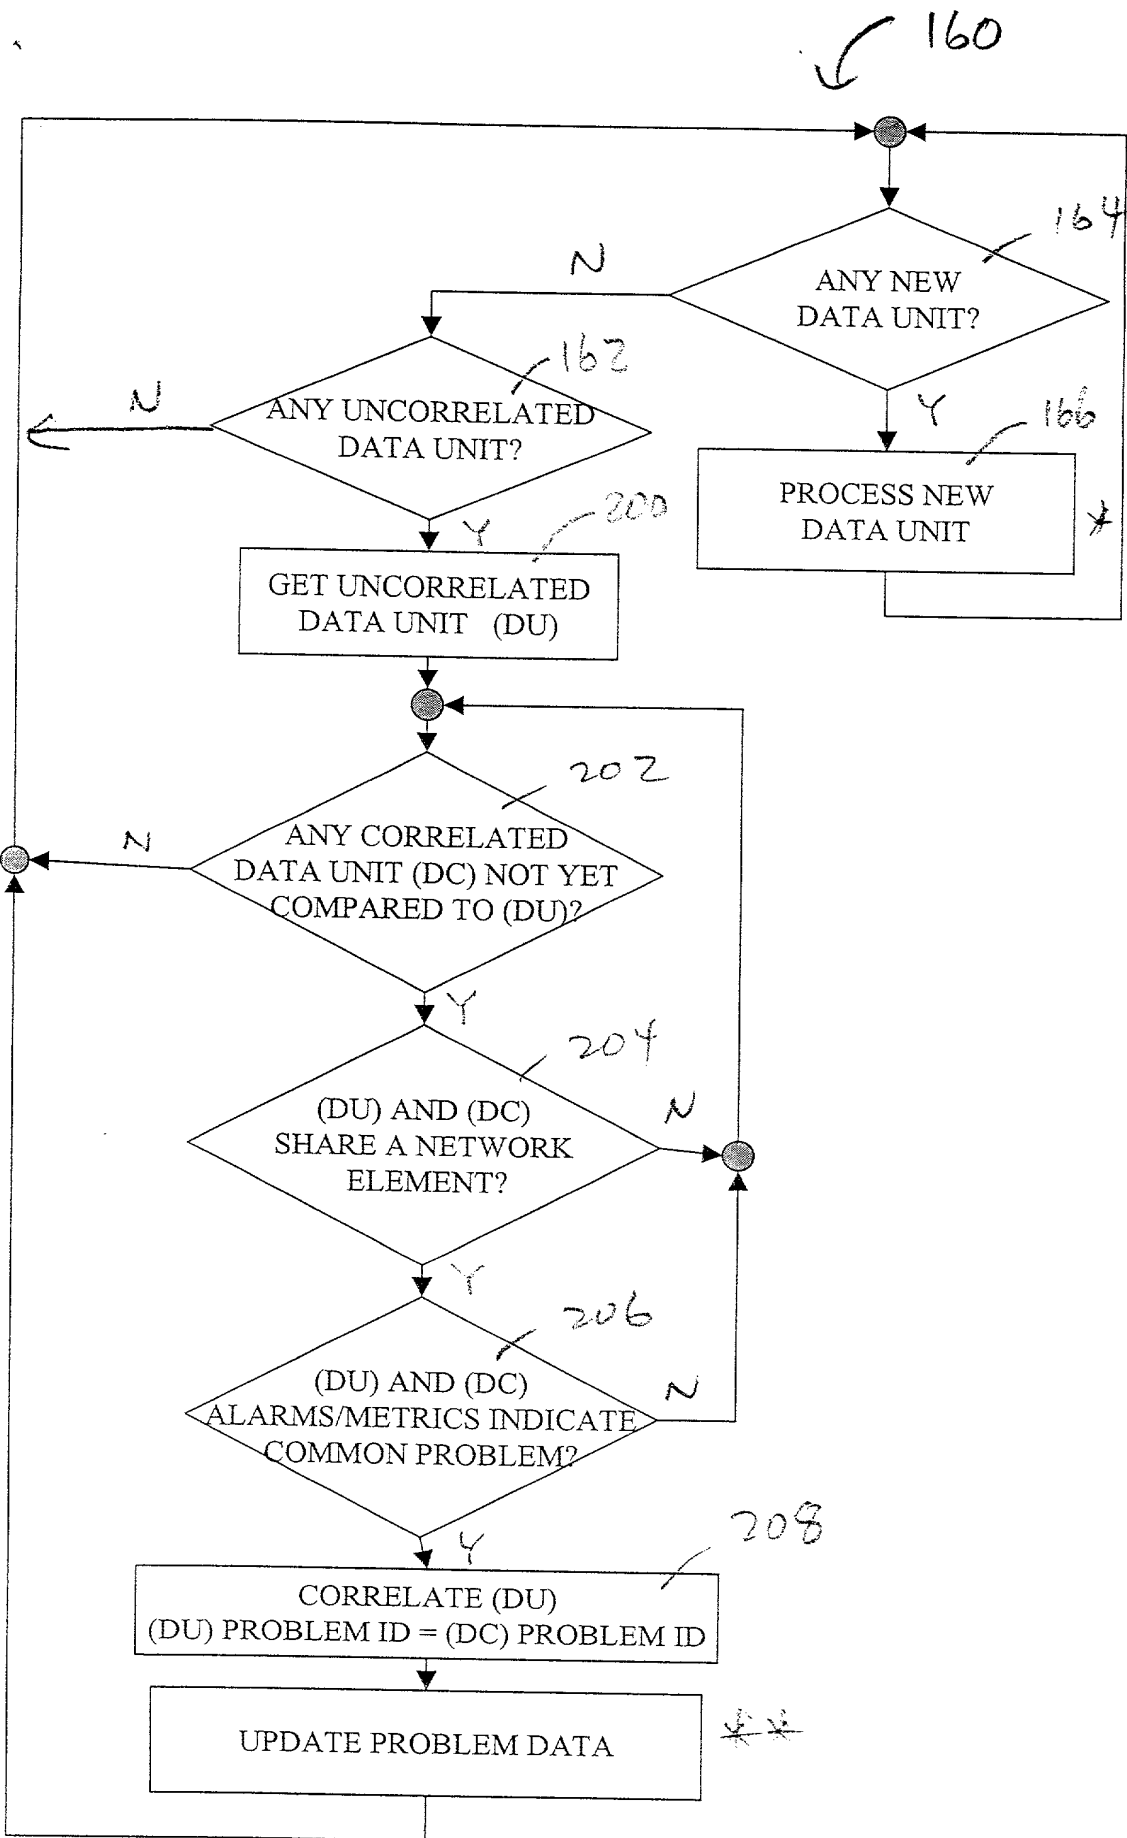 160
164
N
ANY NEW
DATA UNIT?
162
N
ANY UNCORRELATED
DATA UNIT?
Y
166
PROCESS NEW
DATA UNIT
*
Y
200
GET UNCORRELATED
DATA UNIT (DU)
202
N
ANY CORRELATED
DATA UNIT (DC) NOT YET
COMPARED TO (DU)?
Y
204
(DU) AND (DC)
SHARE A NETWORK
ELEMENT?
N
Y
206
(DU) AND (DC)
ALARMS/METRICS INDICATE
COMMON PROBLEM?
N
Y
208
CORRELATE (DU)
(DU) PROBLEM ID = (DC) PROBLEM ID
UPDATE PROBLEM DATA
**